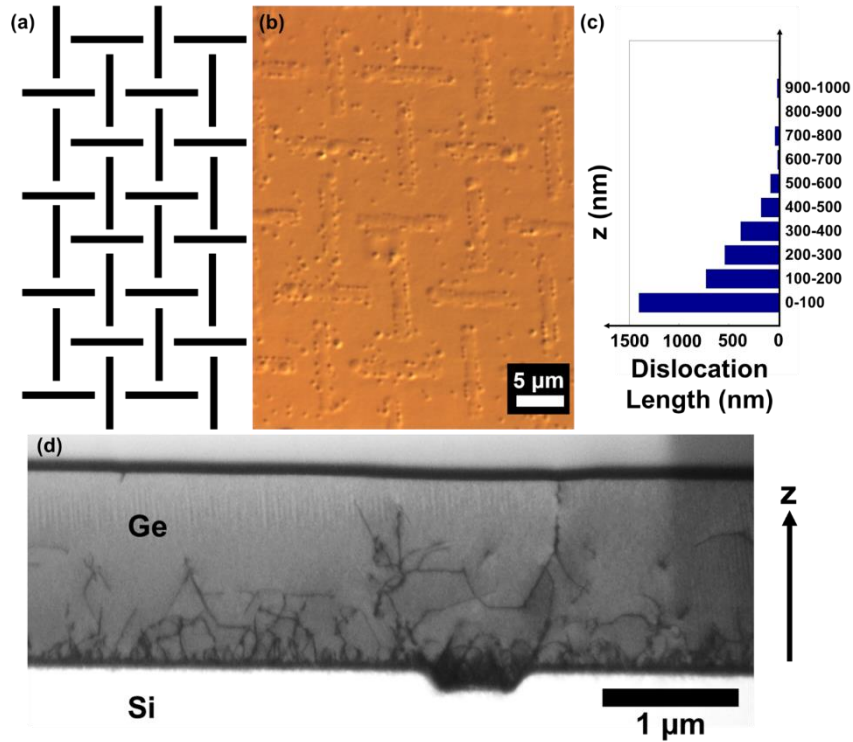 (a)
(b)
5 µm
(c)
z (nm)
900-1000
800-900
700-800
600-700
500-600
400-500
300-400
200-300
100-200
0-100
1500 1000 500 0
Dislocation
Length (nm)
(d)
Ge
Si
1 µm
z